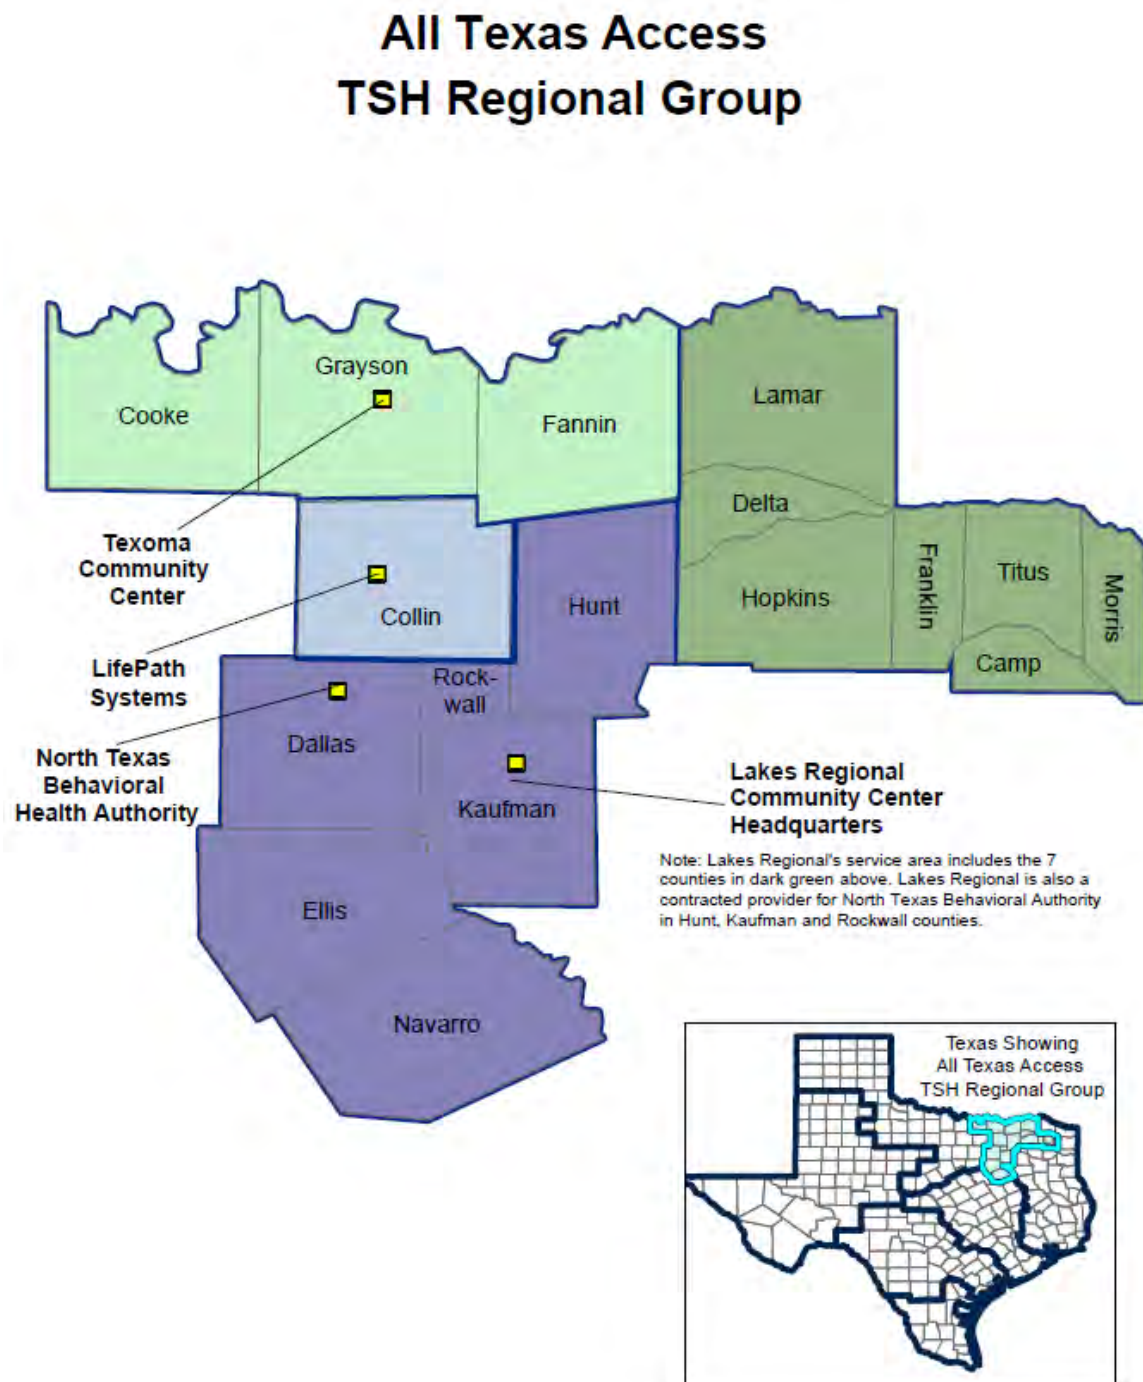 All Texas Access
TSH Regional Group
Grayson
Cooke
Fannin
Lamar
Delta
Texoma
Community
Center
Franklin
Titus
Morris
Hopkins
Hunt
Collin
Camp
LifePath
Systems
Rock-
wall
Dallas
North Texas
Behavioral
Health Authority
Kaufman
Lakes Regional
Community Center
Headquarters
Note: Lakes Regional's service area includes the 7
counties in dark green above. Lakes Regional is also a
contracted provider for North Texas Behavioral Authority
in Hunt, Kaufman and Rockwall counties.
Ellis
Navarro
Texas Showing
All Texas Access
TSH Regional Group